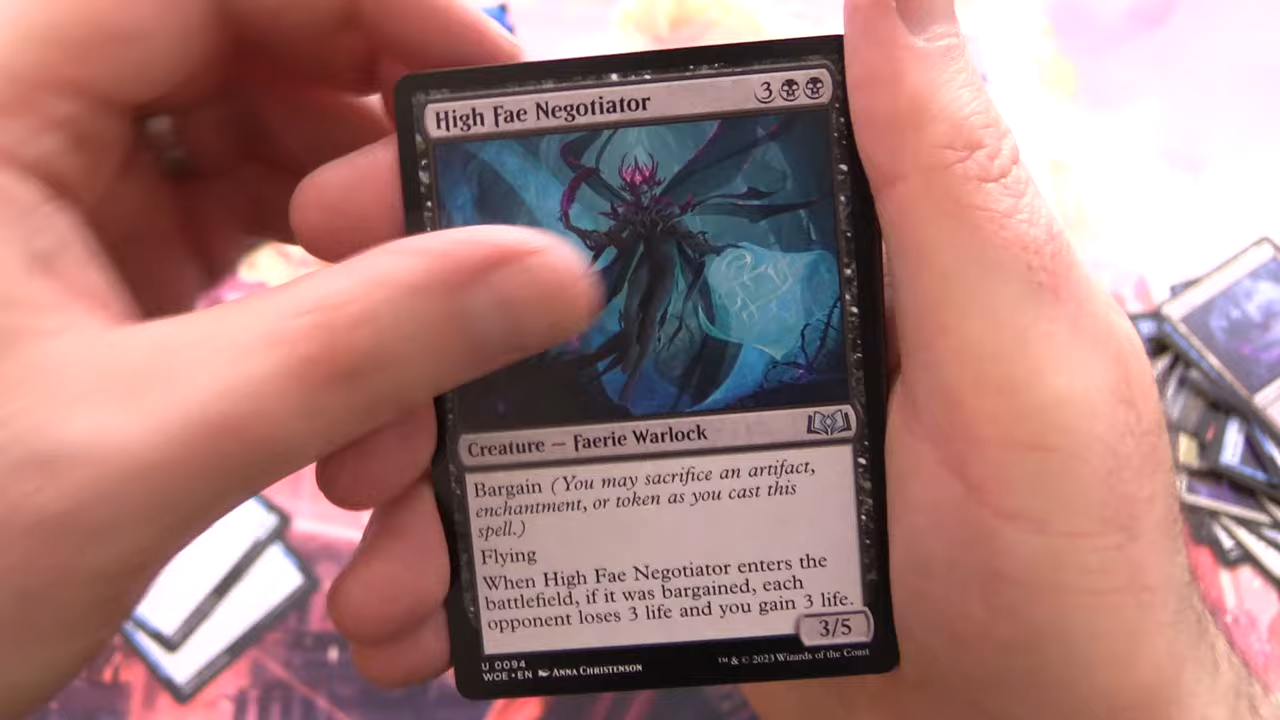 High Fae Negotiator 3
Creature — Faerie Warlock
Bargain (You may sacrifice an artifact,
enchantment, or token as you cast this
spell.)
Flying
When High Fae Negotiator enters the
battlefield, if it was bargained, each
opponent loses 3 life and you gain 3 life.
3/5
U 0094
WOE • EN Anna Christenson
™ & © 2023 Wizards of the Coast